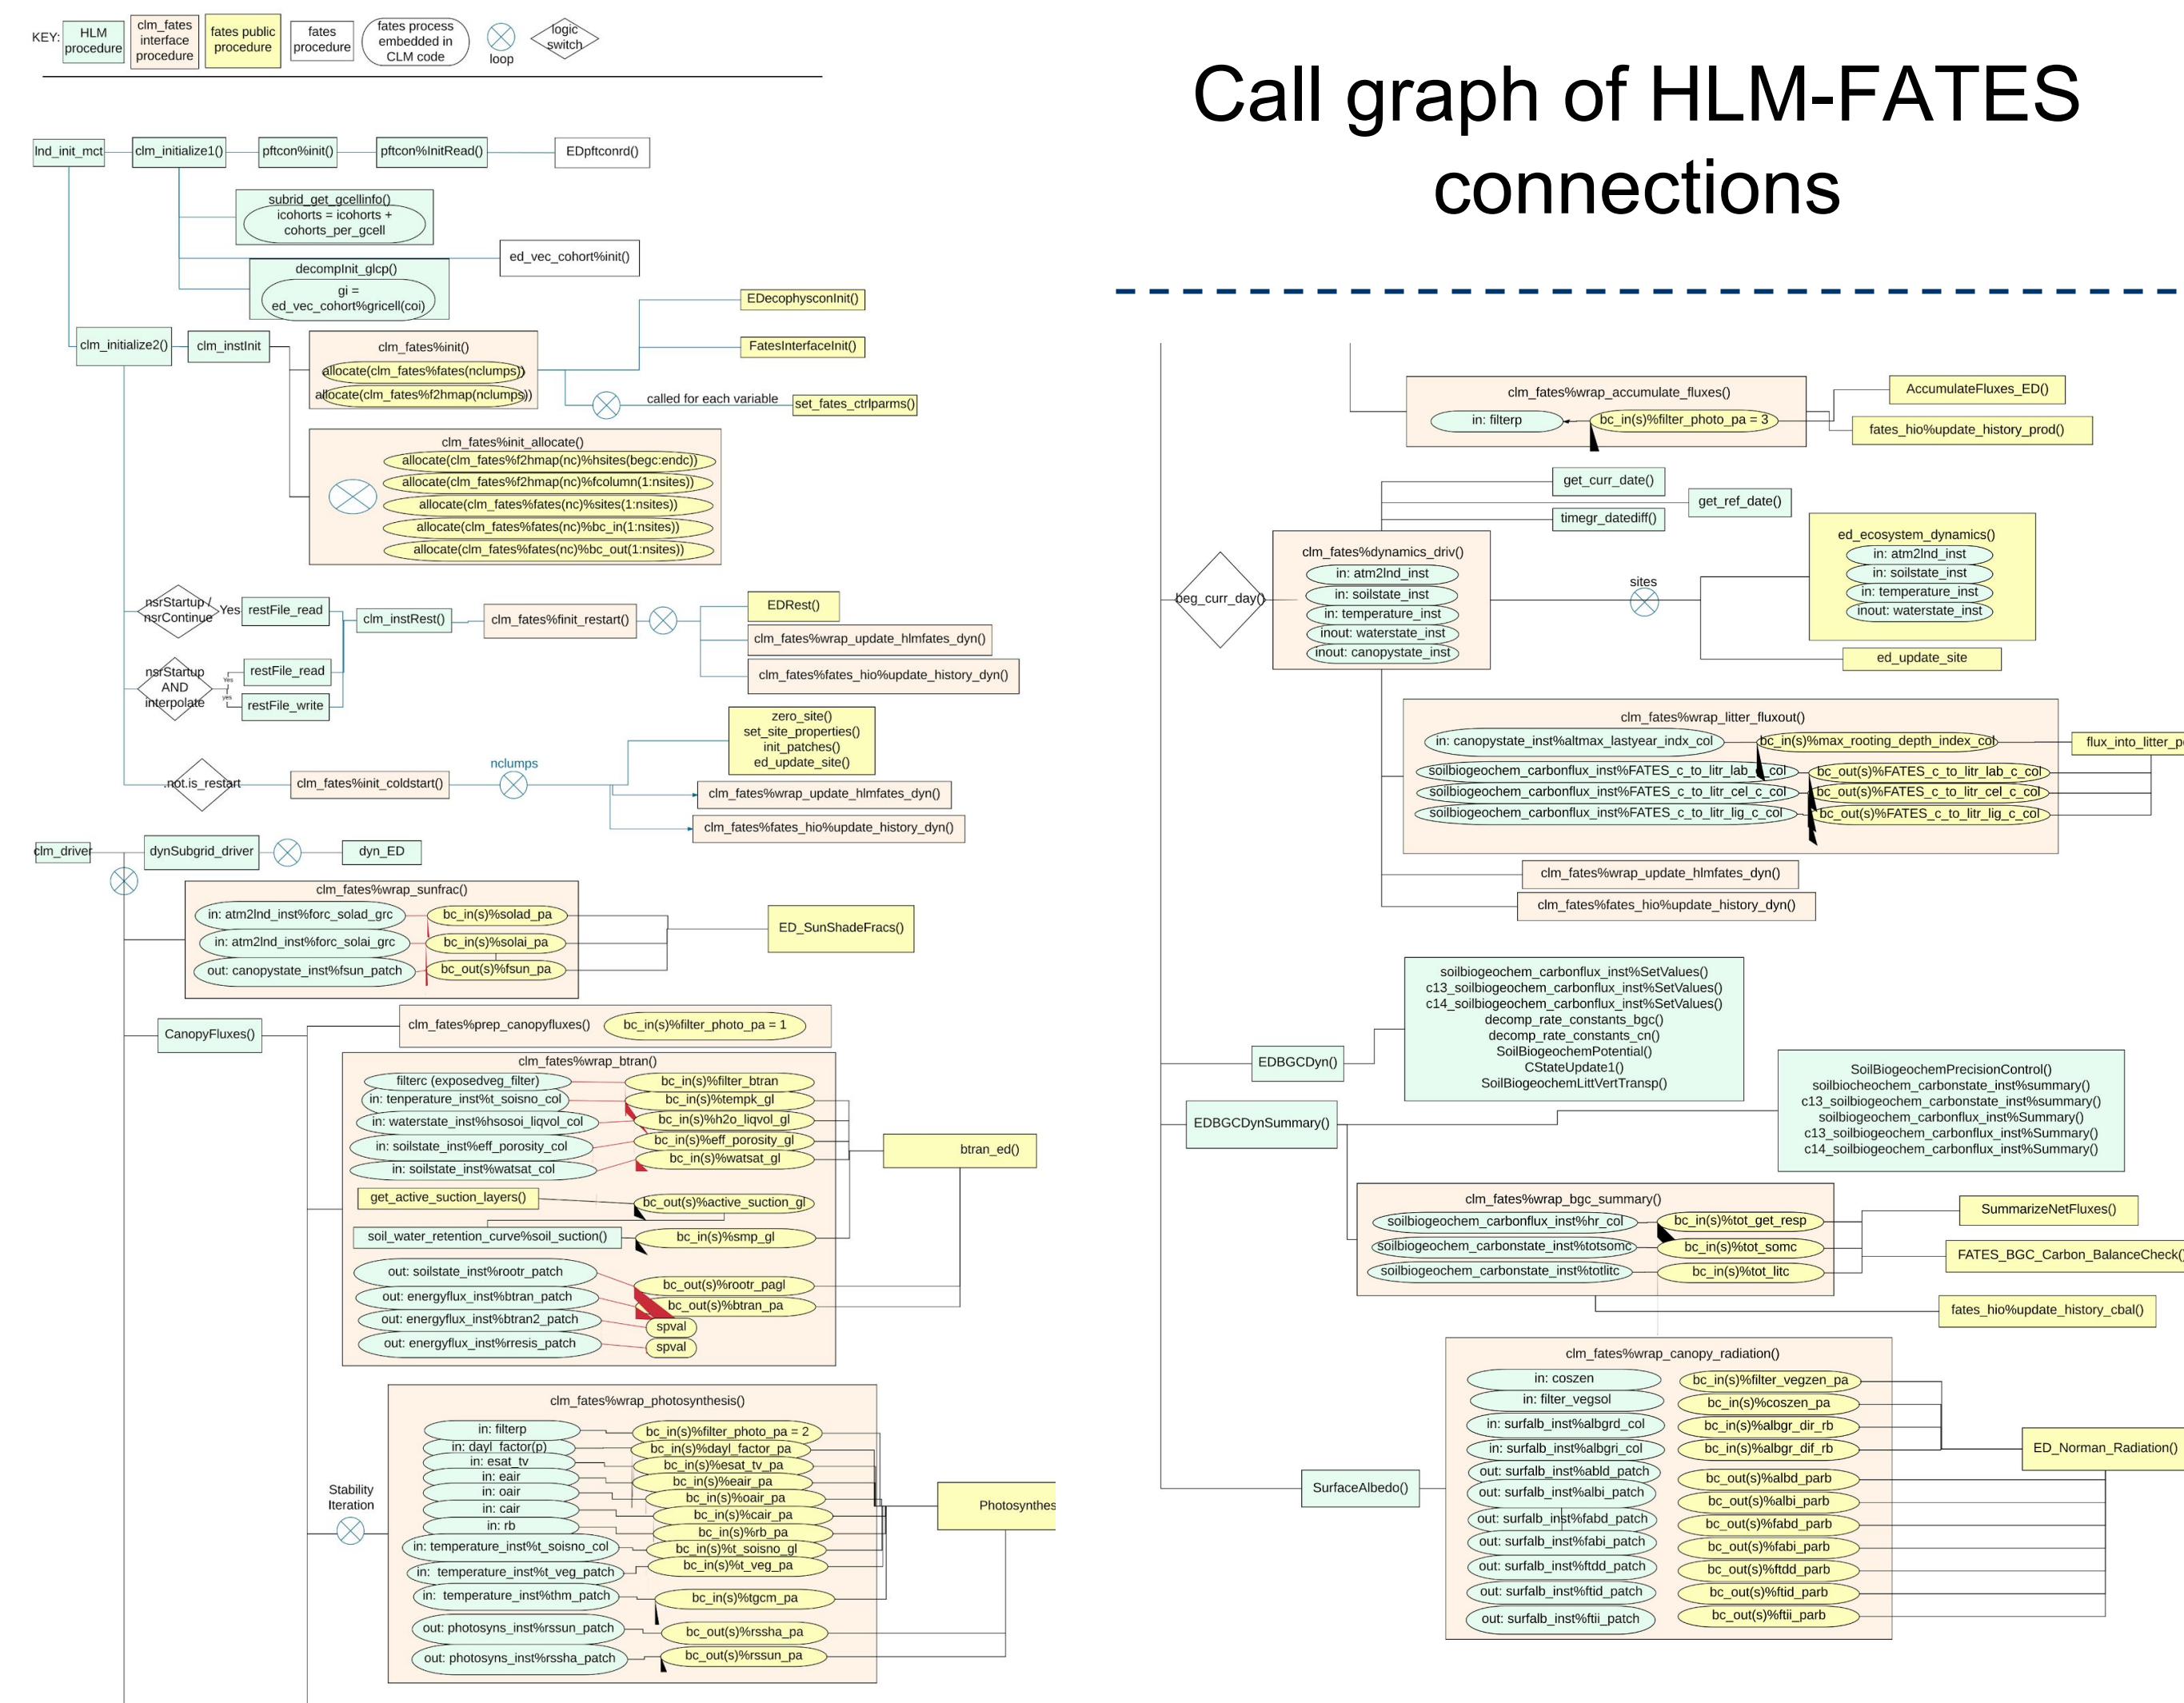 KEY:
HLM
procedure
clm_fates
interface
procedure
fates public
procedure
fates
procedure
fates process
embedded in
CLM code
loop
logic
switch
Call graph of HLM-FATES
connections
lnd_init_mct
clm_initialize1()
pftcon%init()
pftcon%InitRead()
EDpftconrd()
subrid_get_gcellinfo()
icohorts = icohorts +
cohorts_per_gcell
ed_vec_cohort%init()
decompInit_glcp()
gi =
ed_vec_cohort%gricell(coi)
EDecophysconInit()
clm_initialize2()
clm_instInit
clm_fates%init()
allocate(clm_fates%fates(nclumps))
allocate(clm_fates%f2hmap(nclumps))
FatesInterfaceInit()
called for each variable
set_fates_ctrlparms()
clm_fates%init_allocate()
allocate(clm_fates%f2hmap(nc)%hsites(begc:endc))
allocate(clm_fates%f2hmap(nc)%fcolumn(1:nsites))
allocate(clm_fates%fates(nc)%sites(1:nsites))
allocate(clm_fates%fates(nc)%bc_in(1:nsites))
allocate(clm_fates%fates(nc)%bc_out(1:nsites))
nsrStartup /
nsrContinue
Yes
restFile_read
clm_instRest()
clm_fates%finit_restart()
EDRest()
clm_fates%wrap_update_hlmfates_dyn()
clm_fates%fates_hio%update_history_dyn()
nsrStartup
AND
interpolate
Yes
yes
restFile_read
restFile_write
zero_site()
set_site_properties()
init_patches()
ed_update_site()
.not.is_restart
clm_fates%init_coldstart()
nclumps
clm_fates%wrap_update_hlmfates_dyn()
clm_fates%fates_hio%update_history_dyn()
clm_driver
dynSubgrid_driver
dyn_ED
clm_fates%wrap_sunfrac()
in: atm2lnd_inst%forc_solad_grc
bc_in(s)%solad_pa
in: atm2lnd_inst%forc_solai_grc
bc_in(s)%solai_pa
out: canopystate_inst%fsun_patch
bc_out(s)%fsun_pa
ED_SunShadeFracs()
CanopyFluxes()
clm_fates%prep_canopyfluxes()
bc_in(s)%filter_photo_pa = 1
clm_fates%wrap_btran()
filterc (exposedveg_filter)
bc_in(s)%filter_btran
in: tenperature_inst%t_soisno_col
bc_in(s)%tempk_gl
in: waterstate_inst%hsosoi_liqvol_col
bc_in(s)%h2o_liqvol_gl
in: soilstate_inst%eff_porosity_col
bc_in(s)%eff_porosity_gl
in: soilstate_inst%watsat_col
bc_in(s)%watsat_gl
btran_ed()
get_active_suction_layers()
bc_out(s)%active_suction_gl
soil_water_retention_curve%soil_suction()
bc_in(s)%smp_gl
out: soilstate_inst%rootr_patch
bc_out(s)%rootr_pagl
out: energyflux_inst%btran_patch
bc_out(s)%btran_pa
out: energyflux_inst%btran2_patch
spval
out: energyflux_inst%rresis_patch
spval
clm_fates%wrap_photosynthesis()
in: filterp
bc_in(s)%filter_photo_pa = 2
in: dayl_factor(p)
bc_in(s)%dayl_factor_pa
in: esat_tv
bc_in(s)%esat_tv_pa
in: eair
bc_in(s)%eair_pa
in: oair
bc_in(s)%oair_pa
in: cair
bc_in(s)%cair_pa
in: rb
bc_in(s)%rb_pa
in: temperature_inst%t_soisno_col
bc_in(s)%t_soisno_gl
in: temperature_inst%t_veg_patch
bc_in(s)%t_veg_pa
in: temperature_inst%thm_patch
bc_in(s)%tgcm_pa
out: photosyns_inst%rssun_patch
bc_out(s)%rssha_pa
out: photosyns_inst%rssha_patch
bc_out(s)%rssun_pa
Stability
Iteration
Photosynthes
clm_fates%wrap_accumulate_fluxes()
in: filterp
bc_in(s)%filter_photo_pa = 3
AccumulateFluxes_ED()
fates_hio%update_history_prod()
get_curr_date()
get_ref_date()
timegr_datediff()
beg_curr_day()
clm_fates%dynamics_driv()
in: atm2lnd_inst
in: soilstate_inst
in: temperature_inst
inout: waterstate_inst
inout: canopystate_inst
sites
ed_ecosystem_dynamics()
in: atm2lnd_inst
in: soilstate_inst
in: temperature_inst
inout: waterstate_inst
ed_update_site
clm_fates%wrap_litter_fluxout()
in: canopystate_inst%altmax_lastyear_indx_col
bc_in(s)%max_rooting_depth_index_col
flux_into_litter_p
soilbiogeochem_carbonflux_inst%FATES_c_to_litr_lab_c_col
bc_out(s)%FATES_c_to_litr_lab_c_col
soilbiogeochem_carbonflux_inst%FATES_c_to_litr_cel_c_col
bc_out(s)%FATES_c_to_litr_cel_c_col
soilbiogeochem_carbonflux_inst%FATES_c_to_litr_lig_c_col
bc_out(s)%FATES_c_to_litr_lig_c_col
clm_fates%wrap_update_hlmfates_dyn()
clm_fates%fates_hio%update_history_dyn()
EDBGCDyn()
soilbiogeochem_carbonflux_inst%SetValues()
c13_soilbiogeochem_carbonflux_inst%SetValues()
c14_soilbiogeochem_carbonflux_inst%SetValues()
decomp_rate_constants_bgc()
decomp_rate_constants_cn()
SoilBiogeochemPotential()
CStateUpdate1()
SoilBiogeochemLittVertTransp()
EDBGCDynSummary()
SoilBiogeochemPrecisionControl()
soilbiocheochem_carbonstate_inst%summary()
c13_soilbiogeochem_carbonstate_inst%summary()
soilbiogeochem_carbonflux_inst%Summary()
c13_soilbiogeochem_carbonflux_inst%Summary()
c14_soilbiogeochem_carbonflux_inst%Summary()
clm_fates%wrap_bgc_summary()
soilbiogeochem_carbonflux_inst%hr_col
bc_in(s)%tot_get_resp
soilbiogeochem_carbonstate_inst%totsomc
bc_in(s)%tot_somc
soilbiogeochem_carbonstate_inst%totlitc
bc_in(s)%tot_litc
SummarizeNetFluxes()
FATES_BGC_Carbon_BalanceCheck()
fates_hio%update_history_cbal()
SurfaceAlbedo()
clm_fates%wrap_canopy_radiation()
in: coszen
bc_in(s)%filter_vegzen_pa
in: filter_vegsol
bc_in(s)%coszen_pa
in: surfalb_inst%albgrd_col
bc_in(s)%albgr_dir_rb
in: surfalb_inst%albgri_col
bc_in(s)%albgr_dif_rb
out: surfalb_inst%abld_patch
bc_out(s)%albd_parb
out: surfalb_inst%albi_patch
bc_out(s)%albi_parb
out: surfalb_inst%fabd_patch
bc_out(s)%fabd_parb
out: surfalb_inst%fabi_patch
bc_out(s)%fabi_parb
out: surfalb_inst%ftdd_patch
bc_out(s)%ftdd_parb
out: surfalb_inst%ftid_patch
bc_out(s)%ftid_parb
out: surfalb_inst%ftii_patch
bc_out(s)%ftii_parb
ED_Norman_Radiation()